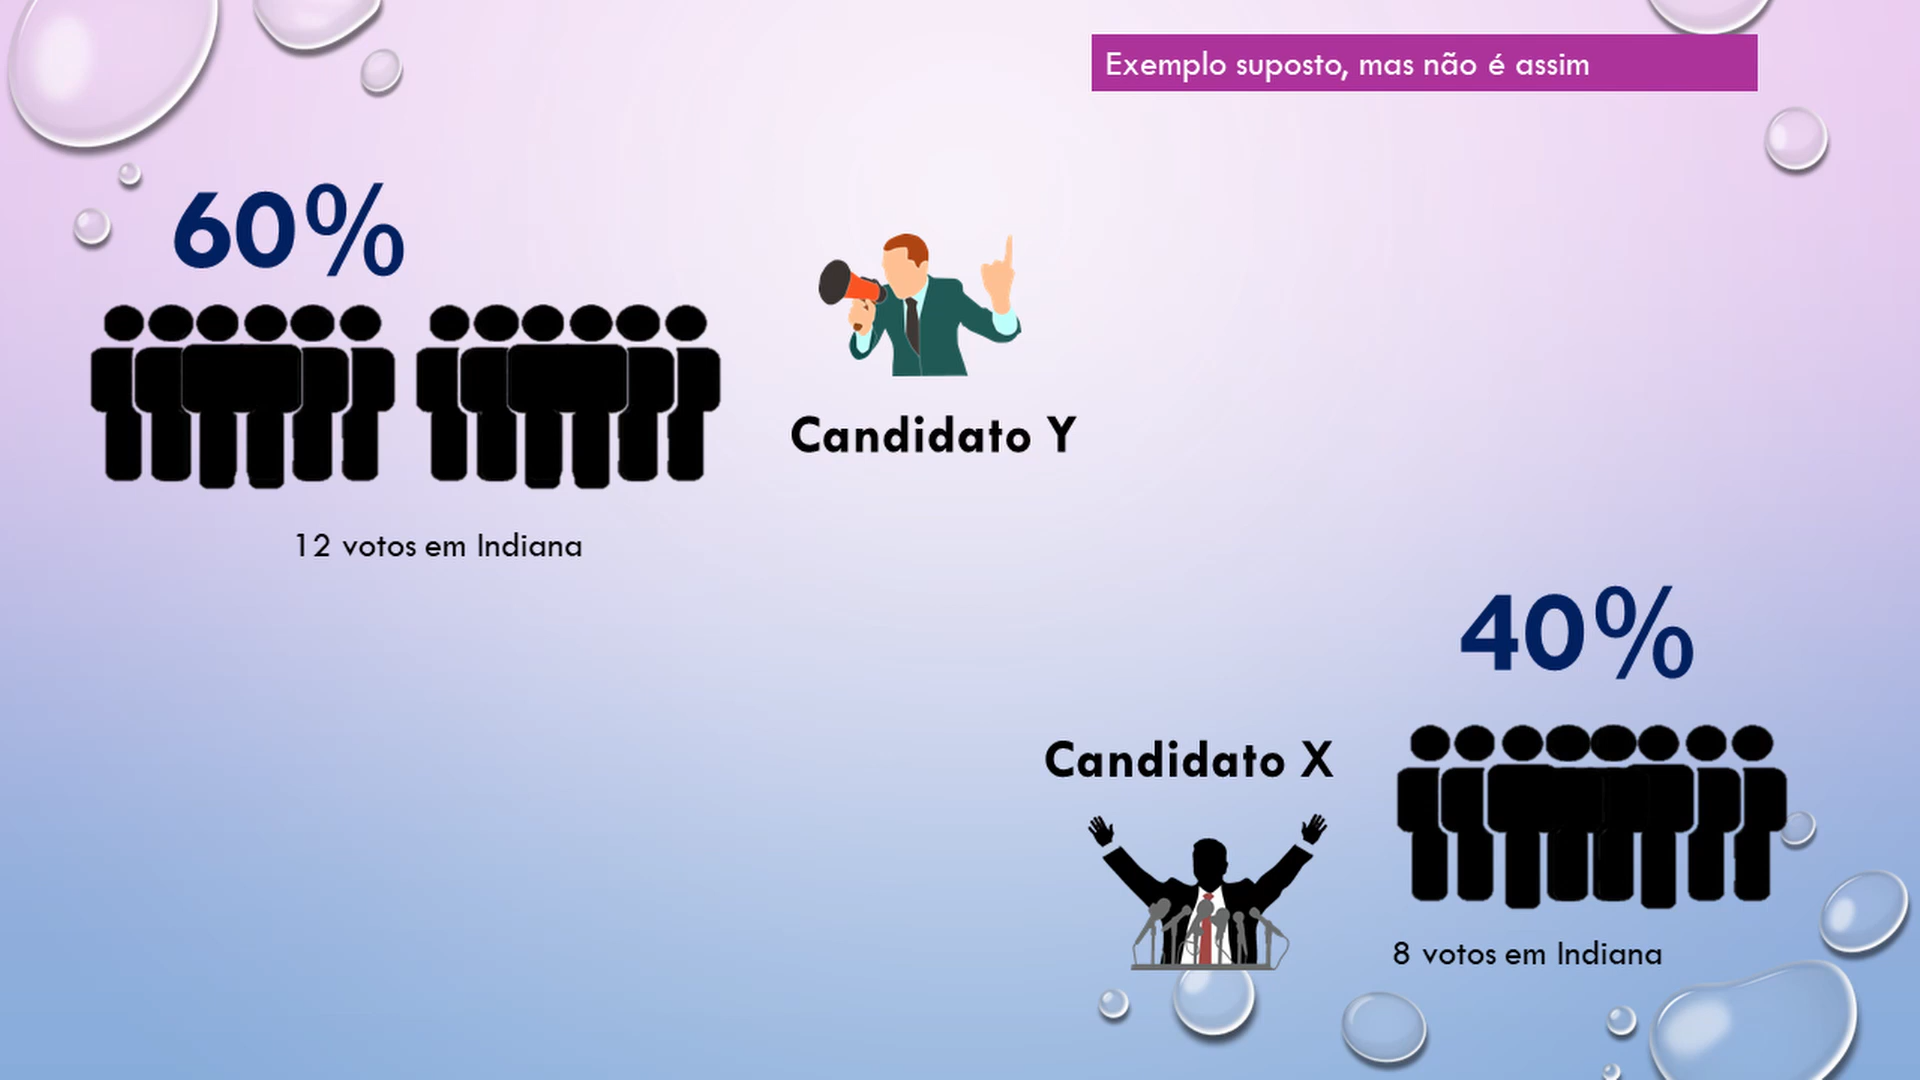 Exemplo suposto, mas não é assim
60%
Candidato Y
12 votos em Indiana
40%
Candidato X
8 votos em Indiana